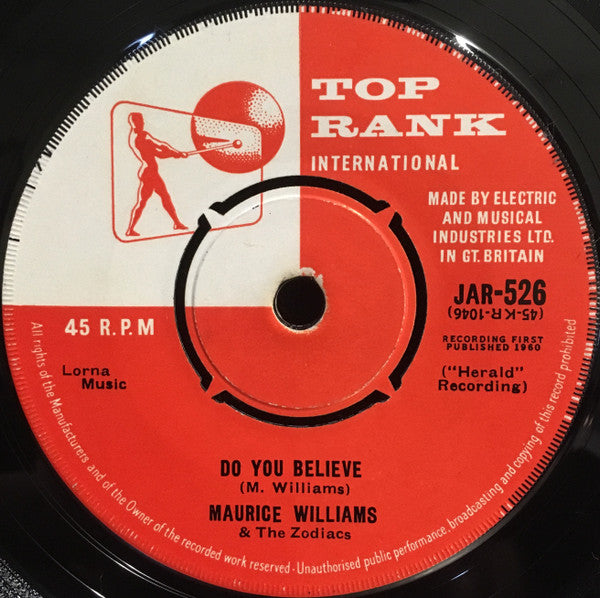 TOP
RANK
INTERNATIONAL
MADE BY ELECTRIC
AND MUSICAL
INDUSTRIES LTD.
IN GT. BRITAIN
JAR-526
(45-K-R-1046)
RECORDING FIRST
PUBLISHED 1960
("Herald"
Recording)
45 R.P.M
Lorna
Music
DO YOU BELIEVE
(M. Williams)
MAURICE WILLIAMS
& The Zodiacs
All rights of the Manufacturers and of the Owner of the recorded work reserved - Unauthorised public performance, broadcasting and copying of this record prohibited